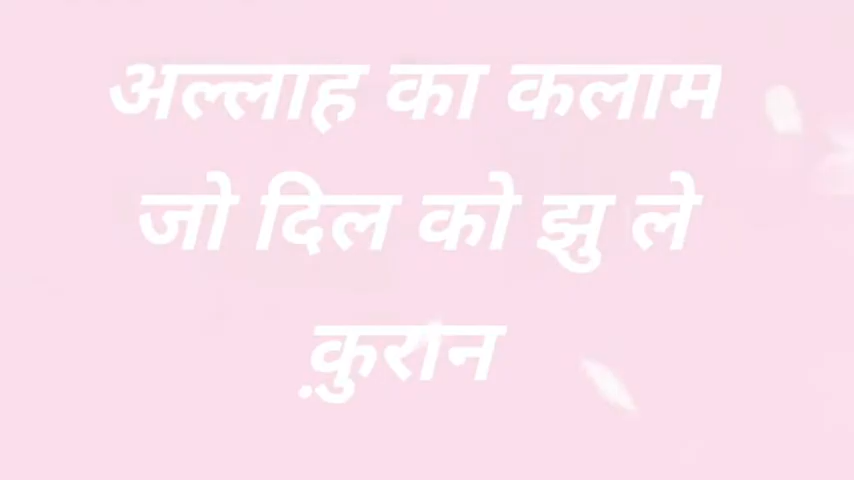 अल्लाह का कलाम
जो दिल को झु ले
क़ुरान